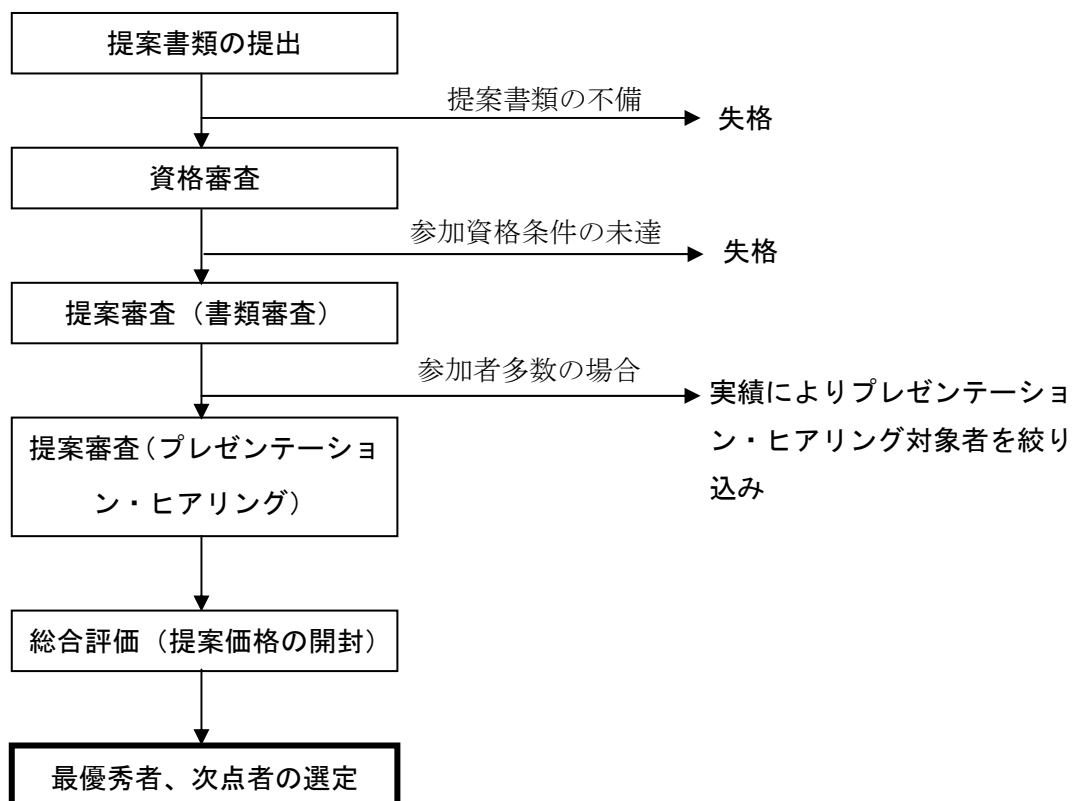 提案書類の提出
提案書類の不備
失格
資格審査
参加資格条件の未達
失格
提案審査（書類審査）
参加者多数の場合
実績によりプレゼンテーショ
ン・ヒアリング対象者を絞り
込み
提案審査（プレゼンテーショ
ン・ヒアリング）
総合評価（提案価格の開封）
最優秀者、次点者の選定